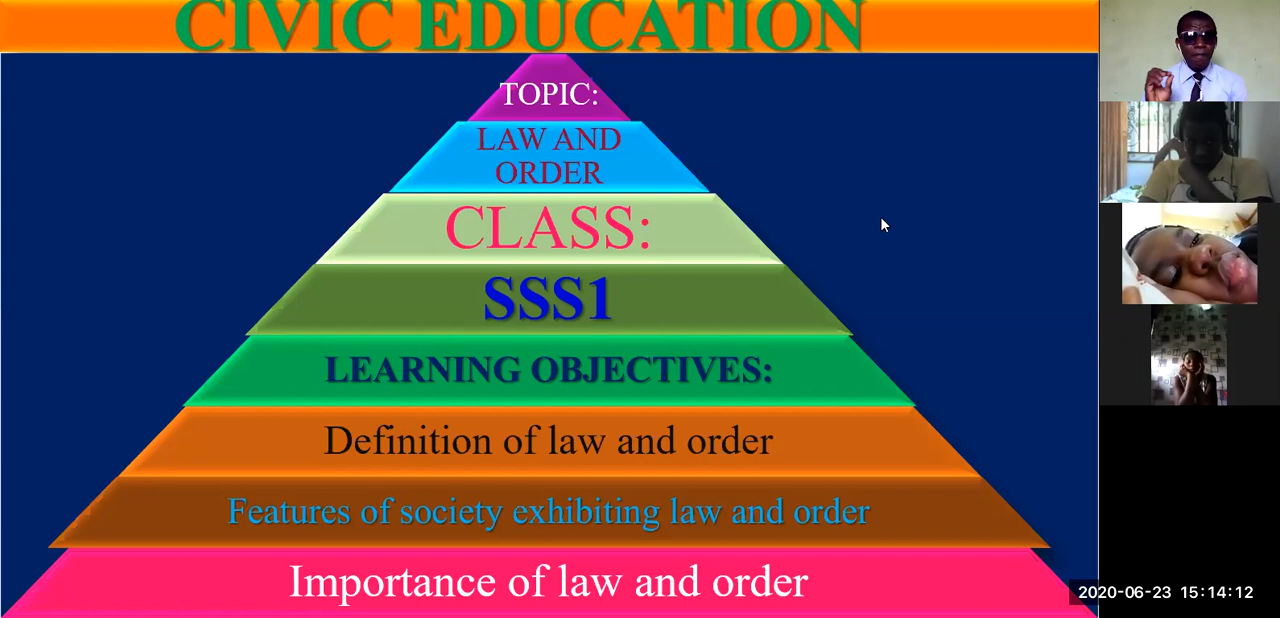 CIVIC EDUCATION
TOPIC:
LAW AND
ORDER
CLASS:
SSS1
LEARNING OBJECTIVES:
Definition of law and order
Features of society exhibiting law and order
Importance of law and order
2020-06-23 15:14:12